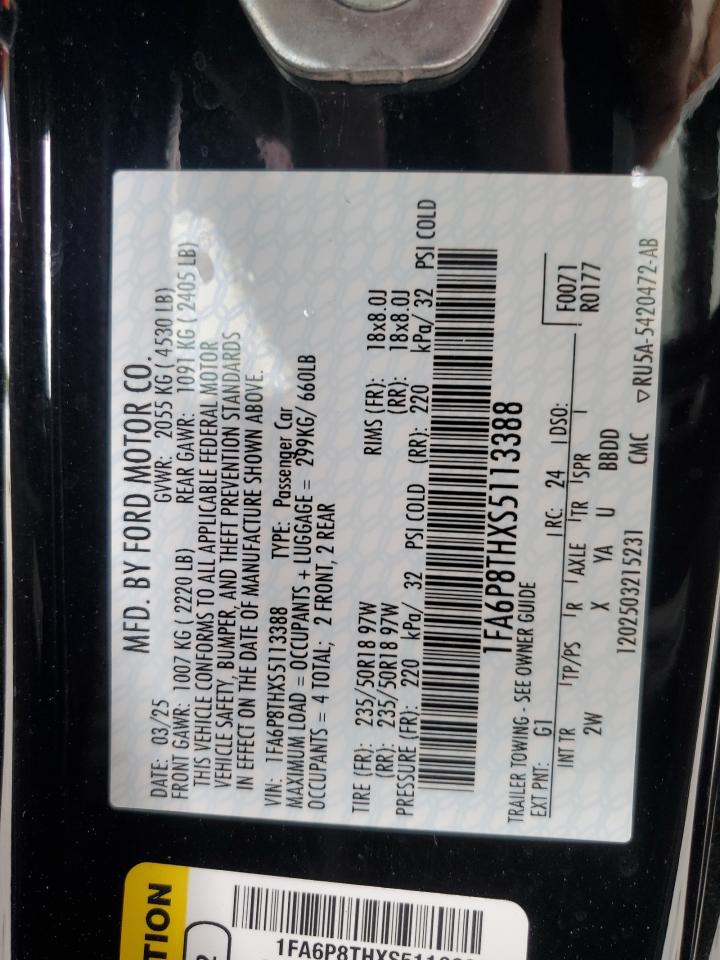 MFD. BY FORD MOTOR CO.
DATE: 03/25 GVWR: 2055 KG ( 4530 LB)
FRONT GAWR: 1007 KG ( 2220 LB) REAR GAWR: 1091 KG ( 2405 LB)
THIS VEHICLE CONFORMS TO ALL APPLICABLE FEDERAL MOTOR
VEHICLE SAFETY, BUMPER, AND THEFT PREVENTION STANDARDS
IN EFFECT ON THE DATE OF MANUFACTURE SHOWN ABOVE.
VIN: 1FA6P8THXS5113388 TYPE: Passenger Car
MAXIMUM LOAD = OCCUPANTS + LUGGAGE = 299KG/ 660LB
OCCUPANTS = 4 TOTAL; 2 FRONT, 2 REAR
TIRE (FR): 235/50R18 97W RIMS (FR): 18x8.0J
(RR): 235/50R18 97W (RR): 18x8.0J
PRESSURE (FR): 220 kPa/ 32 PSI COLD (RR): 220 kPa/ 32 PSI COLD
1FA6P8THXS5113388
TRAILER TOWING - SEE OWNER GUIDE
EXT PNT: G1 RC: 24 DSO: F0071
R0177
INT TR TP/PS R AXLE TR SPR
2W X YA U BBDD
1202503215231 CMC ▽RU5A-5420472-AB